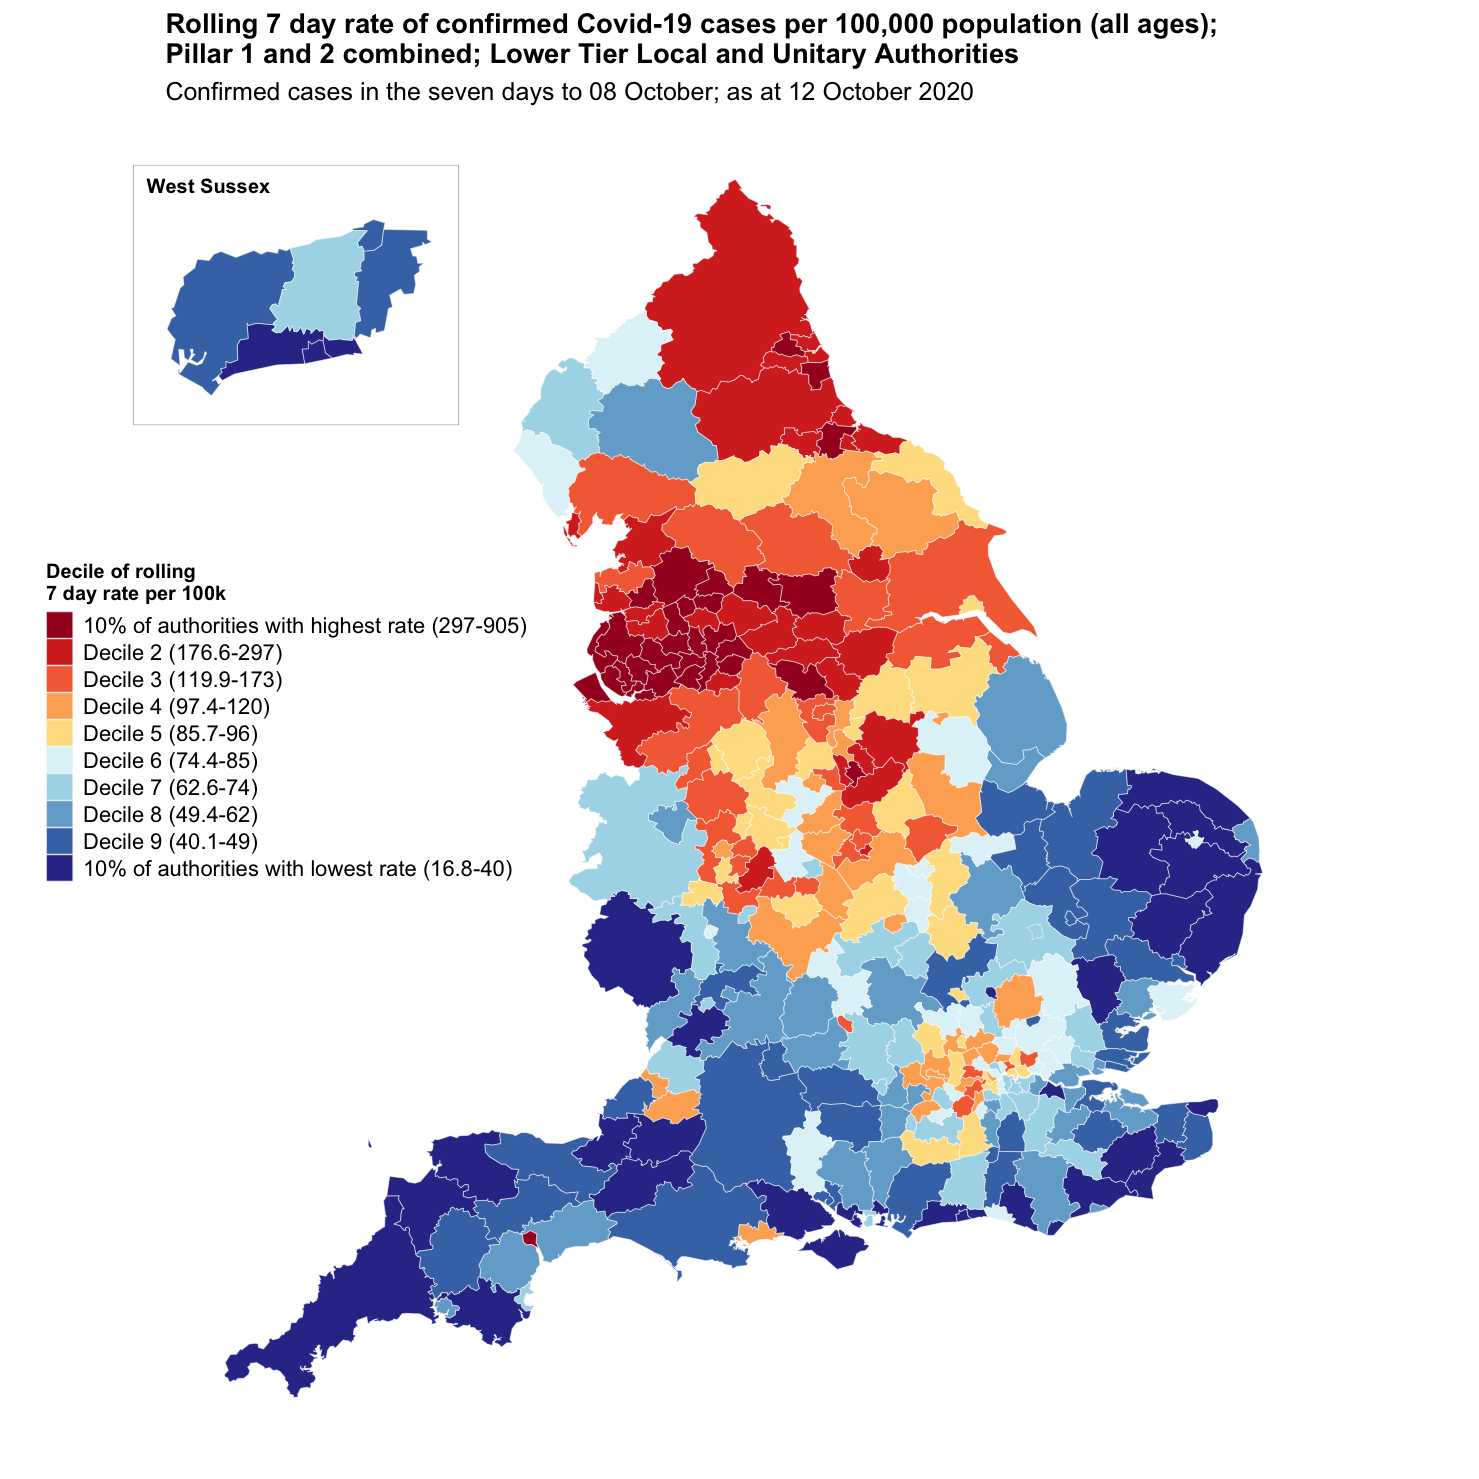 Rolling 7 day rate of confirmed Covid-19 cases per 100,000 population (all ages);
Pillar 1 and 2 combined; Lower Tier Local and Unitary Authorities
Confirmed cases in the seven days to 08 October; as at 12 October 2020
West Sussex
Decile of rolling
7 day rate per 100k
10% of authorities with highest rate (297-905)
Decile 2 (176.6-297)
Decile 3 (119.9-173)
Decile 4 (97.4-120)
Decile 5 (85.7-96)
Decile 6 (74.4-85)
Decile 7 (62.6-74)
Decile 8 (49.4-62)
Decile 9 (40.1-49)
10% of authorities with lowest rate (16.8-40)